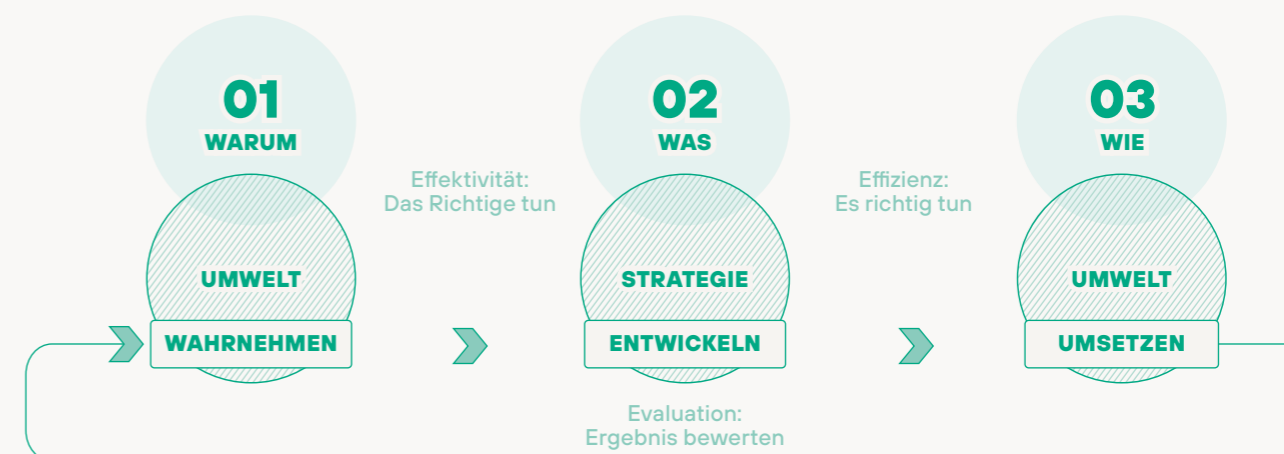 01
WARUM
UMWELT
WAHRNEHMEN
Effektivität:
Das Richtige tun
02
WAS
STRATEGIE
ENTWICKELN
Effizienz:
Es richtig tun
03
WIE
UMWELT
UMSETZEN
Evaluation:
Ergebnis bewerten